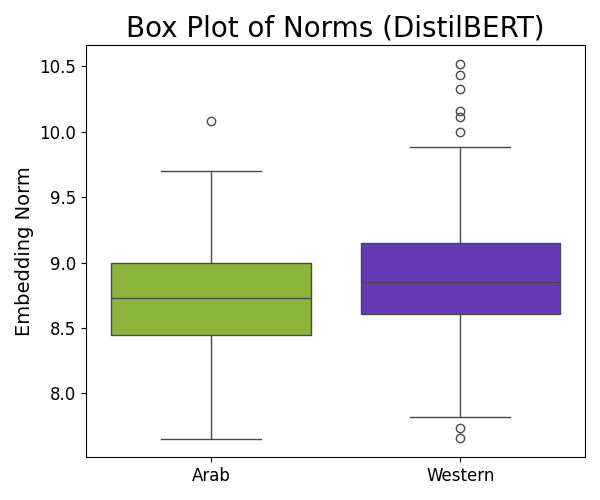 Box Plot of Norms (DistilBERT)
10.5
10.0
9.5
9.0
8.5
8.0
Embedding Norm
Arab
Western